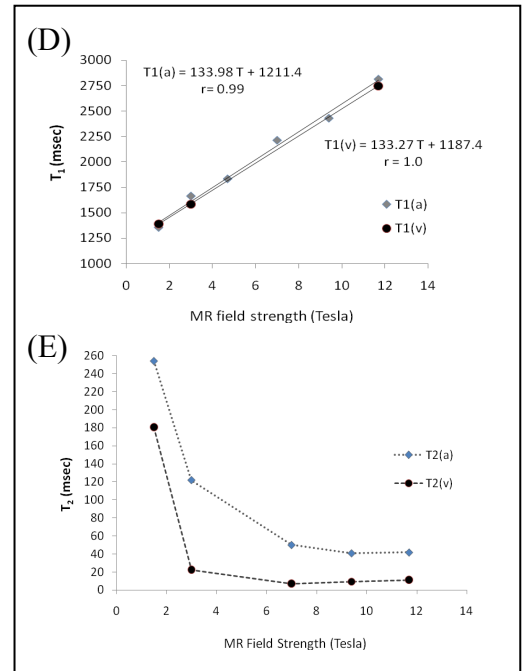 (D)
3000
2750
2500
2250
2000
1750
1500
1250
1000
T1 (msec)
T1(a) = 133.98 T + 1211.4
r= 0.99
T1(v) = 133.27 T + 1187.4
r = 1.0
T1(a)
T1(v)
0 2 4 6 8 10 12 14
MR field strength (Tesla)
(E)
260
240
220
200
180
160
140
120
100
80
60
40
20
0
T2 (msec)
T2(a)
T2(v)
0 2 4 6 8 10 12 14
MR Field Strength (Tesla)